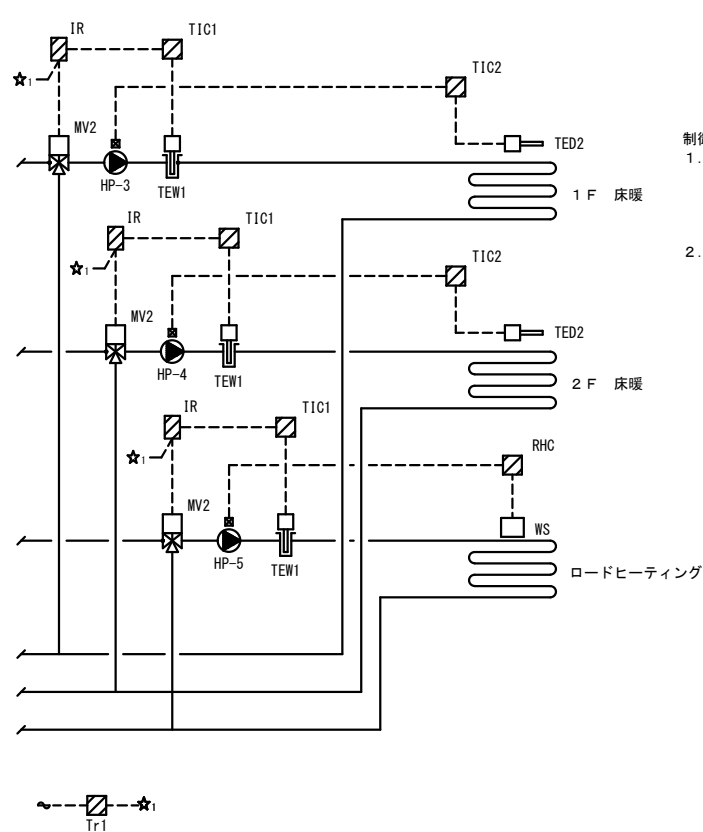 IR
TIC1
☆1
TIC2
MV2
TED2
HP-3
TEW1
制御
1.
1F 床暖
IR
TIC1
☆1
TIC2
2.
MV2
TED2
HP-4
TEW1
2F 床暖
IR
TIC1
☆1
RHC
MV2
WS
HP-5
TEW1
ロードヒーティング
☆1
Tr1